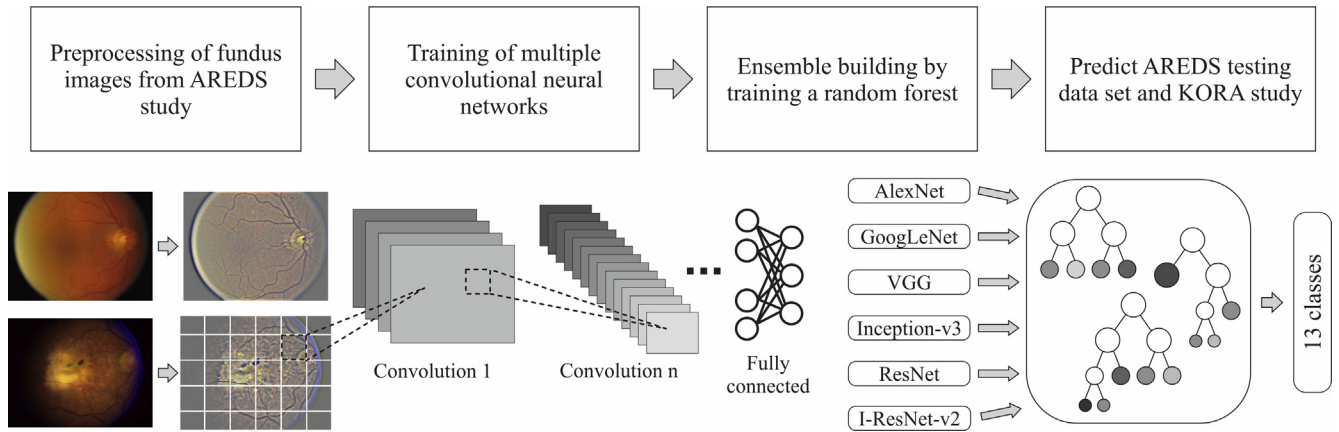 Preprocessing of fundus
images from AREDS
study
Training of multiple
convolutional neural
networks
Ensemble building by
training a random forest
Predict AREDS testing
data set and KORA study
Convolution 1
Convolution n
Fully
connected
AlexNet
GoogLeNet
VGG
Inception-v3
ResNet
I-ResNet-v2
13 classes